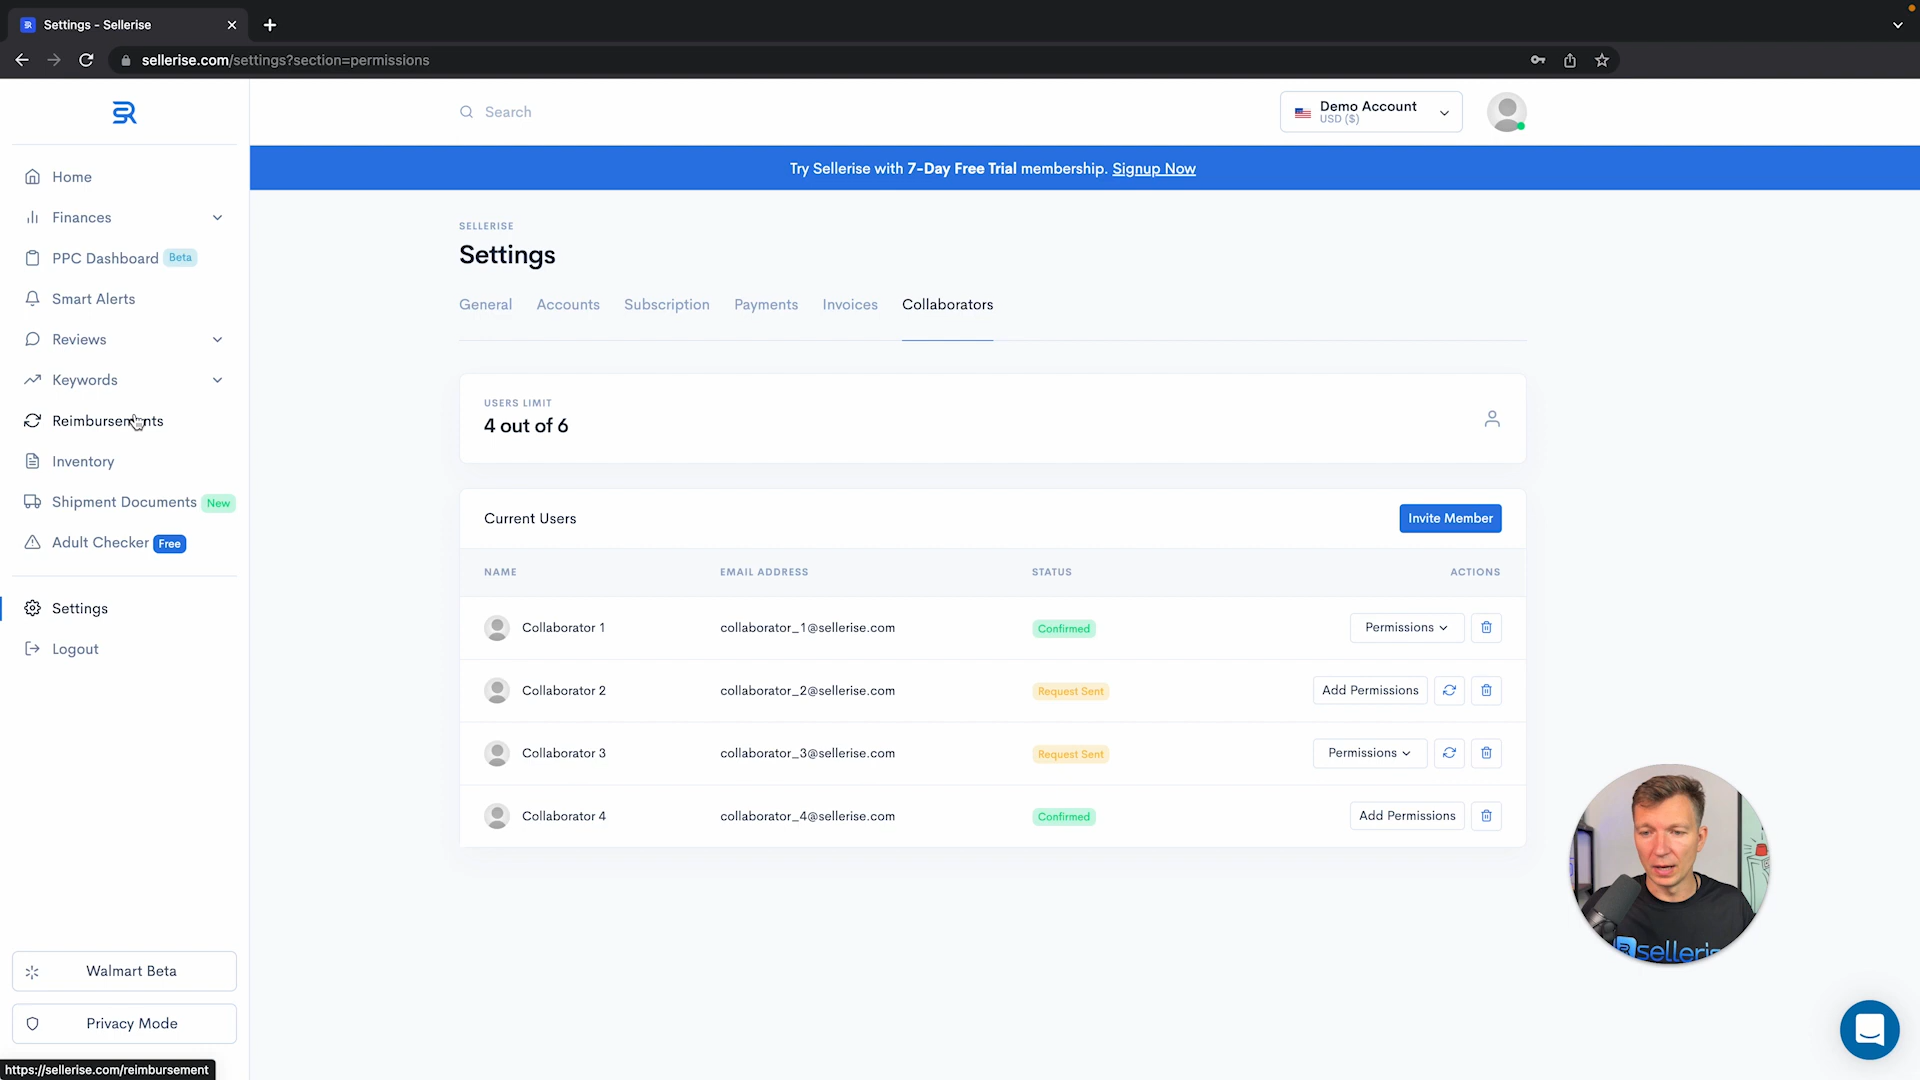 Settings - Sellerise
sellerise.com/settings?section=permissions
Search
Demo Account
USD ($)
Try Sellerise with 7-Day Free Trial membership. Signup Now
Home
Finances
PPC Dashboard Beta
Smart Alerts
Reviews
Keywords
Reimbursements
Inventory
Shipment Documents New
Adult Checker Free
Settings
Logout
Walmart Beta
Privacy Mode
https://sellerise.com/reimbursement
SELLERISE
Settings
General Accounts Subscription Payments Invoices Collaborators
USERS LIMIT
4 out of 6
Current Users Invite Member
NAME EMAIL ADDRESS STATUS ACTIONS
Collaborator 1 collaborator_1@sellerise.com Confirmed Permissions
Collaborator 2 collaborator_2@sellerise.com Request Sent Add Permissions
Collaborator 3 collaborator_3@sellerise.com Request Sent Permissions
Collaborator 4 collaborator_4@sellerise.com Confirmed Add Permissions